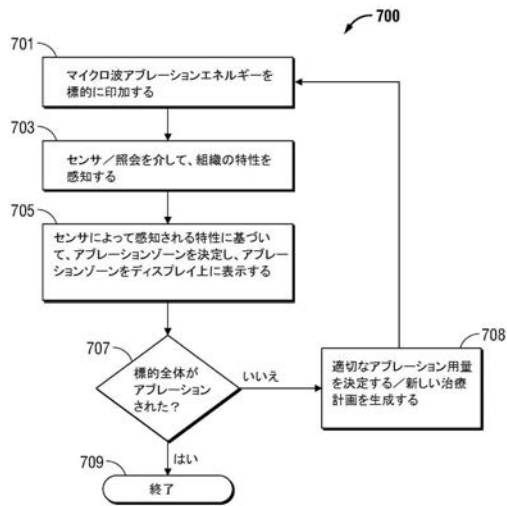 700
701
マイクロ波アブレーションエネルギーを
標的に印加する
703
センサ／照会を介して、組織の特性を
感知する
705
センサによって感知される特性に基づい
て、アブレーションゾーンを決定し、アブレー
ションゾーンをディスプレイ上に表示する
707
標的全体が
アブレーション
された？
いいえ
708
適切なアブレーション用量
を決定する／新しい治療
計画を生成する
はい
709
終了